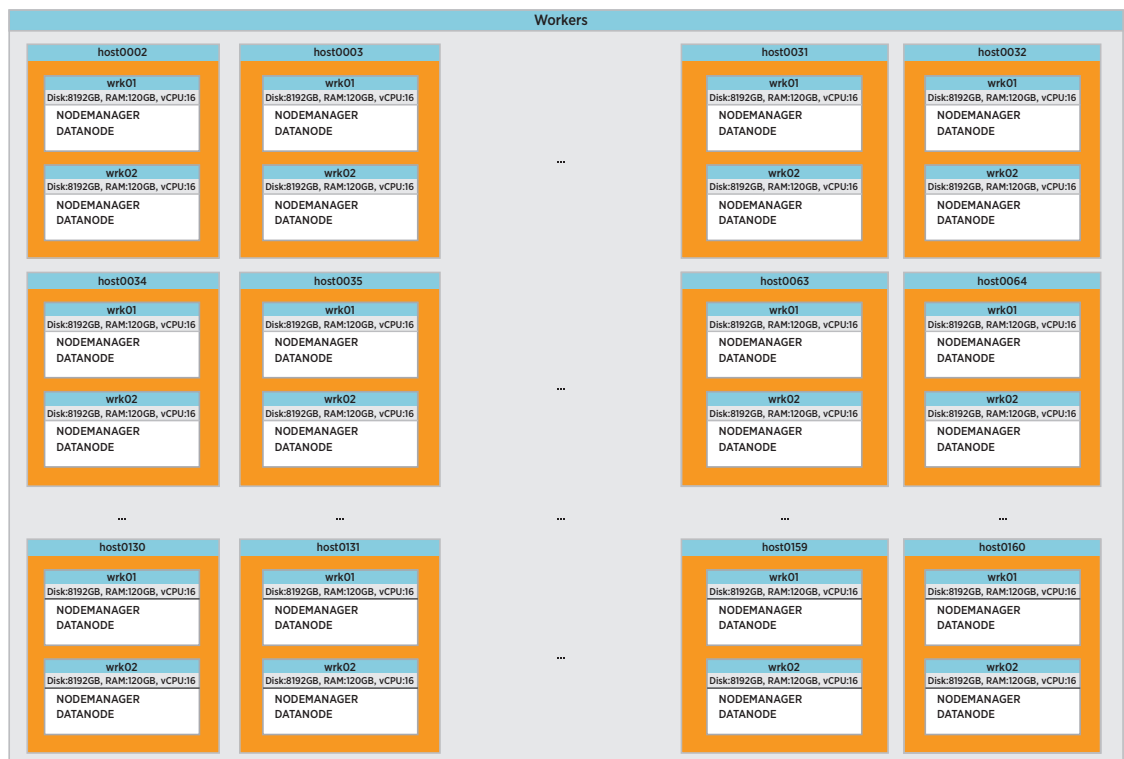 Workers
host0002
wrk01
Disk:8192GB, RAM:120GB, vCPU:16
NODEMANAGER
DATANODE
wrk02
Disk:8192GB, RAM:120GB, vCPU:16
NODEMANAGER
DATANODE
host0003
wrk01
Disk:8192GB, RAM:120GB, vCPU:16
NODEMANAGER
DATANODE
wrk02
Disk:8192GB, RAM:120GB, vCPU:16
NODEMANAGER
DATANODE
...
host0031
wrk01
Disk:8192GB, RAM:120GB, vCPU:16
NODEMANAGER
DATANODE
wrk02
Disk:8192GB, RAM:120GB, vCPU:16
NODEMANAGER
DATANODE
host0032
wrk01
Disk:8192GB, RAM:120GB, vCPU:16
NODEMANAGER
DATANODE
wrk02
Disk:8192GB, RAM:120GB, vCPU:16
NODEMANAGER
DATANODE
host0034
wrk01
Disk:8192GB, RAM:120GB, vCPU:16
NODEMANAGER
DATANODE
wrk02
Disk:8192GB, RAM:120GB, vCPU:16
NODEMANAGER
DATANODE
host0035
wrk01
Disk:8192GB, RAM:120GB, vCPU:16
NODEMANAGER
DATANODE
wrk02
Disk:8192GB, RAM:120GB, vCPU:16
NODEMANAGER
DATANODE
...
host0063
wrk01
Disk:8192GB, RAM:120GB, vCPU:16
NODEMANAGER
DATANODE
wrk02
Disk:8192GB, RAM:120GB, vCPU:16
NODEMANAGER
DATANODE
host0064
wrk01
Disk:8192GB, RAM:120GB, vCPU:16
NODEMANAGER
DATANODE
wrk02
Disk:8192GB, RAM:120GB, vCPU:16
NODEMANAGER
DATANODE
... ... ... ... ...
host0130
wrk01
Disk:8192GB, RAM:120GB, vCPU:16
NODEMANAGER
DATANODE
wrk02
Disk:8192GB, RAM:120GB, vCPU:16
NODEMANAGER
DATANODE
host0131
wrk01
Disk:8192GB, RAM:120GB, vCPU:16
NODEMANAGER
DATANODE
wrk02
Disk:8192GB, RAM:120GB, vCPU:16
NODEMANAGER
DATANODE
...
host0159
wrk01
Disk:8192GB, RAM:120GB, vCPU:16
NODEMANAGER
DATANODE
wrk02
Disk:8192GB, RAM:120GB, vCPU:16
NODEMANAGER
DATANODE
host0160
wrk01
Disk:8192GB, RAM:120GB, vCPU:16
NODEMANAGER
DATANODE
wrk02
Disk:8192GB, RAM:120GB, vCPU:16
NODEMANAGER
DATANODE